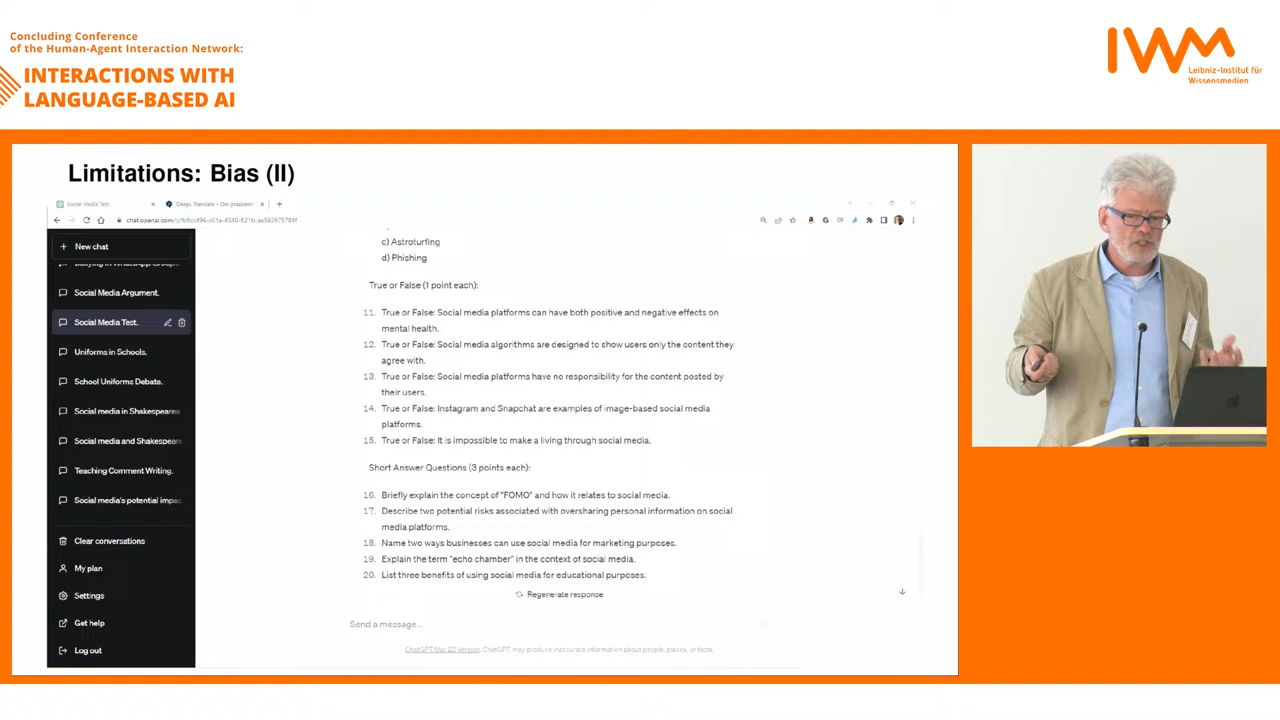 Concluding Conference
of the Human-Agent Interaction Network:
INTERACTIONS WITH
LANGUAGE-BASED AI
IWM
Leibniz-Institut für
Wissensmedien
Limitations: Bias (II)
Social Media Test
DeepL Translate – Der präziseste
New chat
Social Media Argument.
Social Media Test.
Uniforms in Schools.
School Uniforms Debate.
Social media in Shakespeare
Social media and Shakespear
Teaching Comment Writing.
Social media's potential impac
Clear conversations
My plan
Settings
Get help
Log out
c) Astroturfing
d) Phishing
True or False (1 point each):
11. True or False: Social media platforms can have both positive and negative effects on
mental health.
12. True or False: Social media algorithms are designed to show users only the content they
agree with.
13. True or False: Social media platforms have no responsibility for the content posted by
their users.
14. True or False: Instagram and Snapchat are examples of image-based social media
platforms.
15. True or False: It is impossible to make a living through social media.
Short Answer Questions (3 points each):
16. Briefly explain the concept of "FOMO" and how it relates to social media.
17. Describe two potential risks associated with oversharing personal information on social
media platforms.
18. Name two ways businesses can use social media for marketing purposes.
19. Explain the term "echo chamber" in the context of social media.
20. List three benefits of using social media for educational purposes.
Regenerate response
Send a message...
ChatGPT Mar 23 Version. ChatGPT may produce inaccurate information about people, places, or facts.